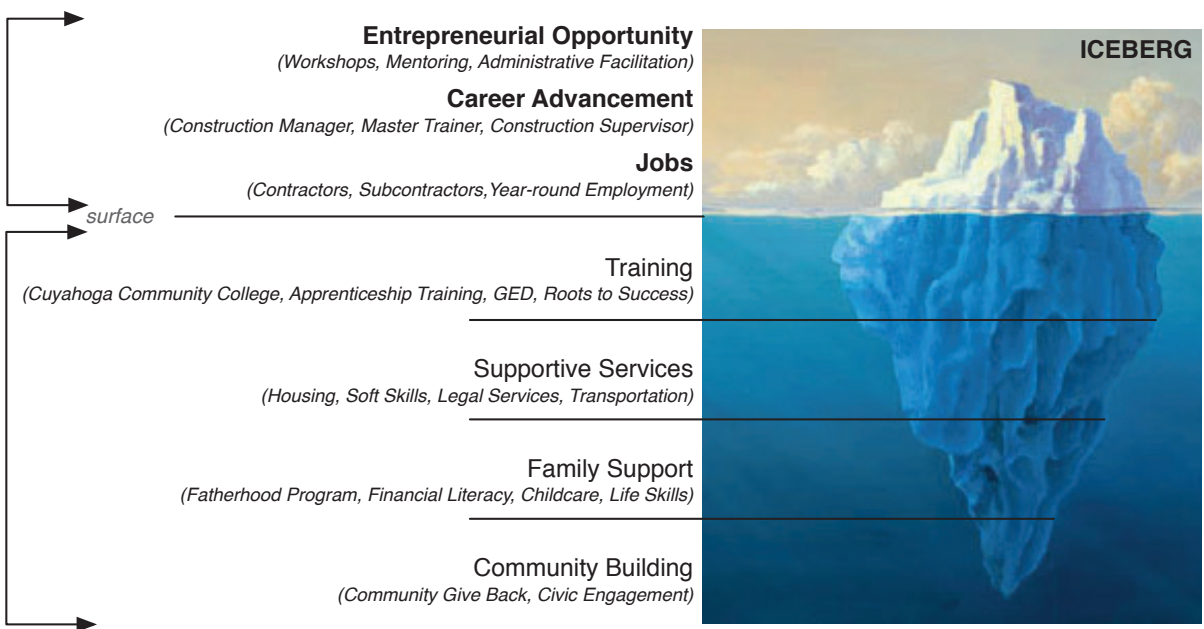 Entrepreneurial Opportunity
(Workshops, Mentoring, Administrative Facilitation)
ICEBERG
Career Advancement
(Construction Manager, Master Trainer, Construction Supervisor)
Jobs
(Contractors, Subcontractors,Year-round Employment)
surface
Training
(Cuyahoga Community College, Apprenticeship Training, GED, Roots to Success)
Supportive Services
(Housing, Soft Skills, Legal Services, Transportation)
Family Support
(Fatherhood Program, Financial Literacy, Childcare, Life Skills)
Community Building
(Community Give Back, Civic Engagement)